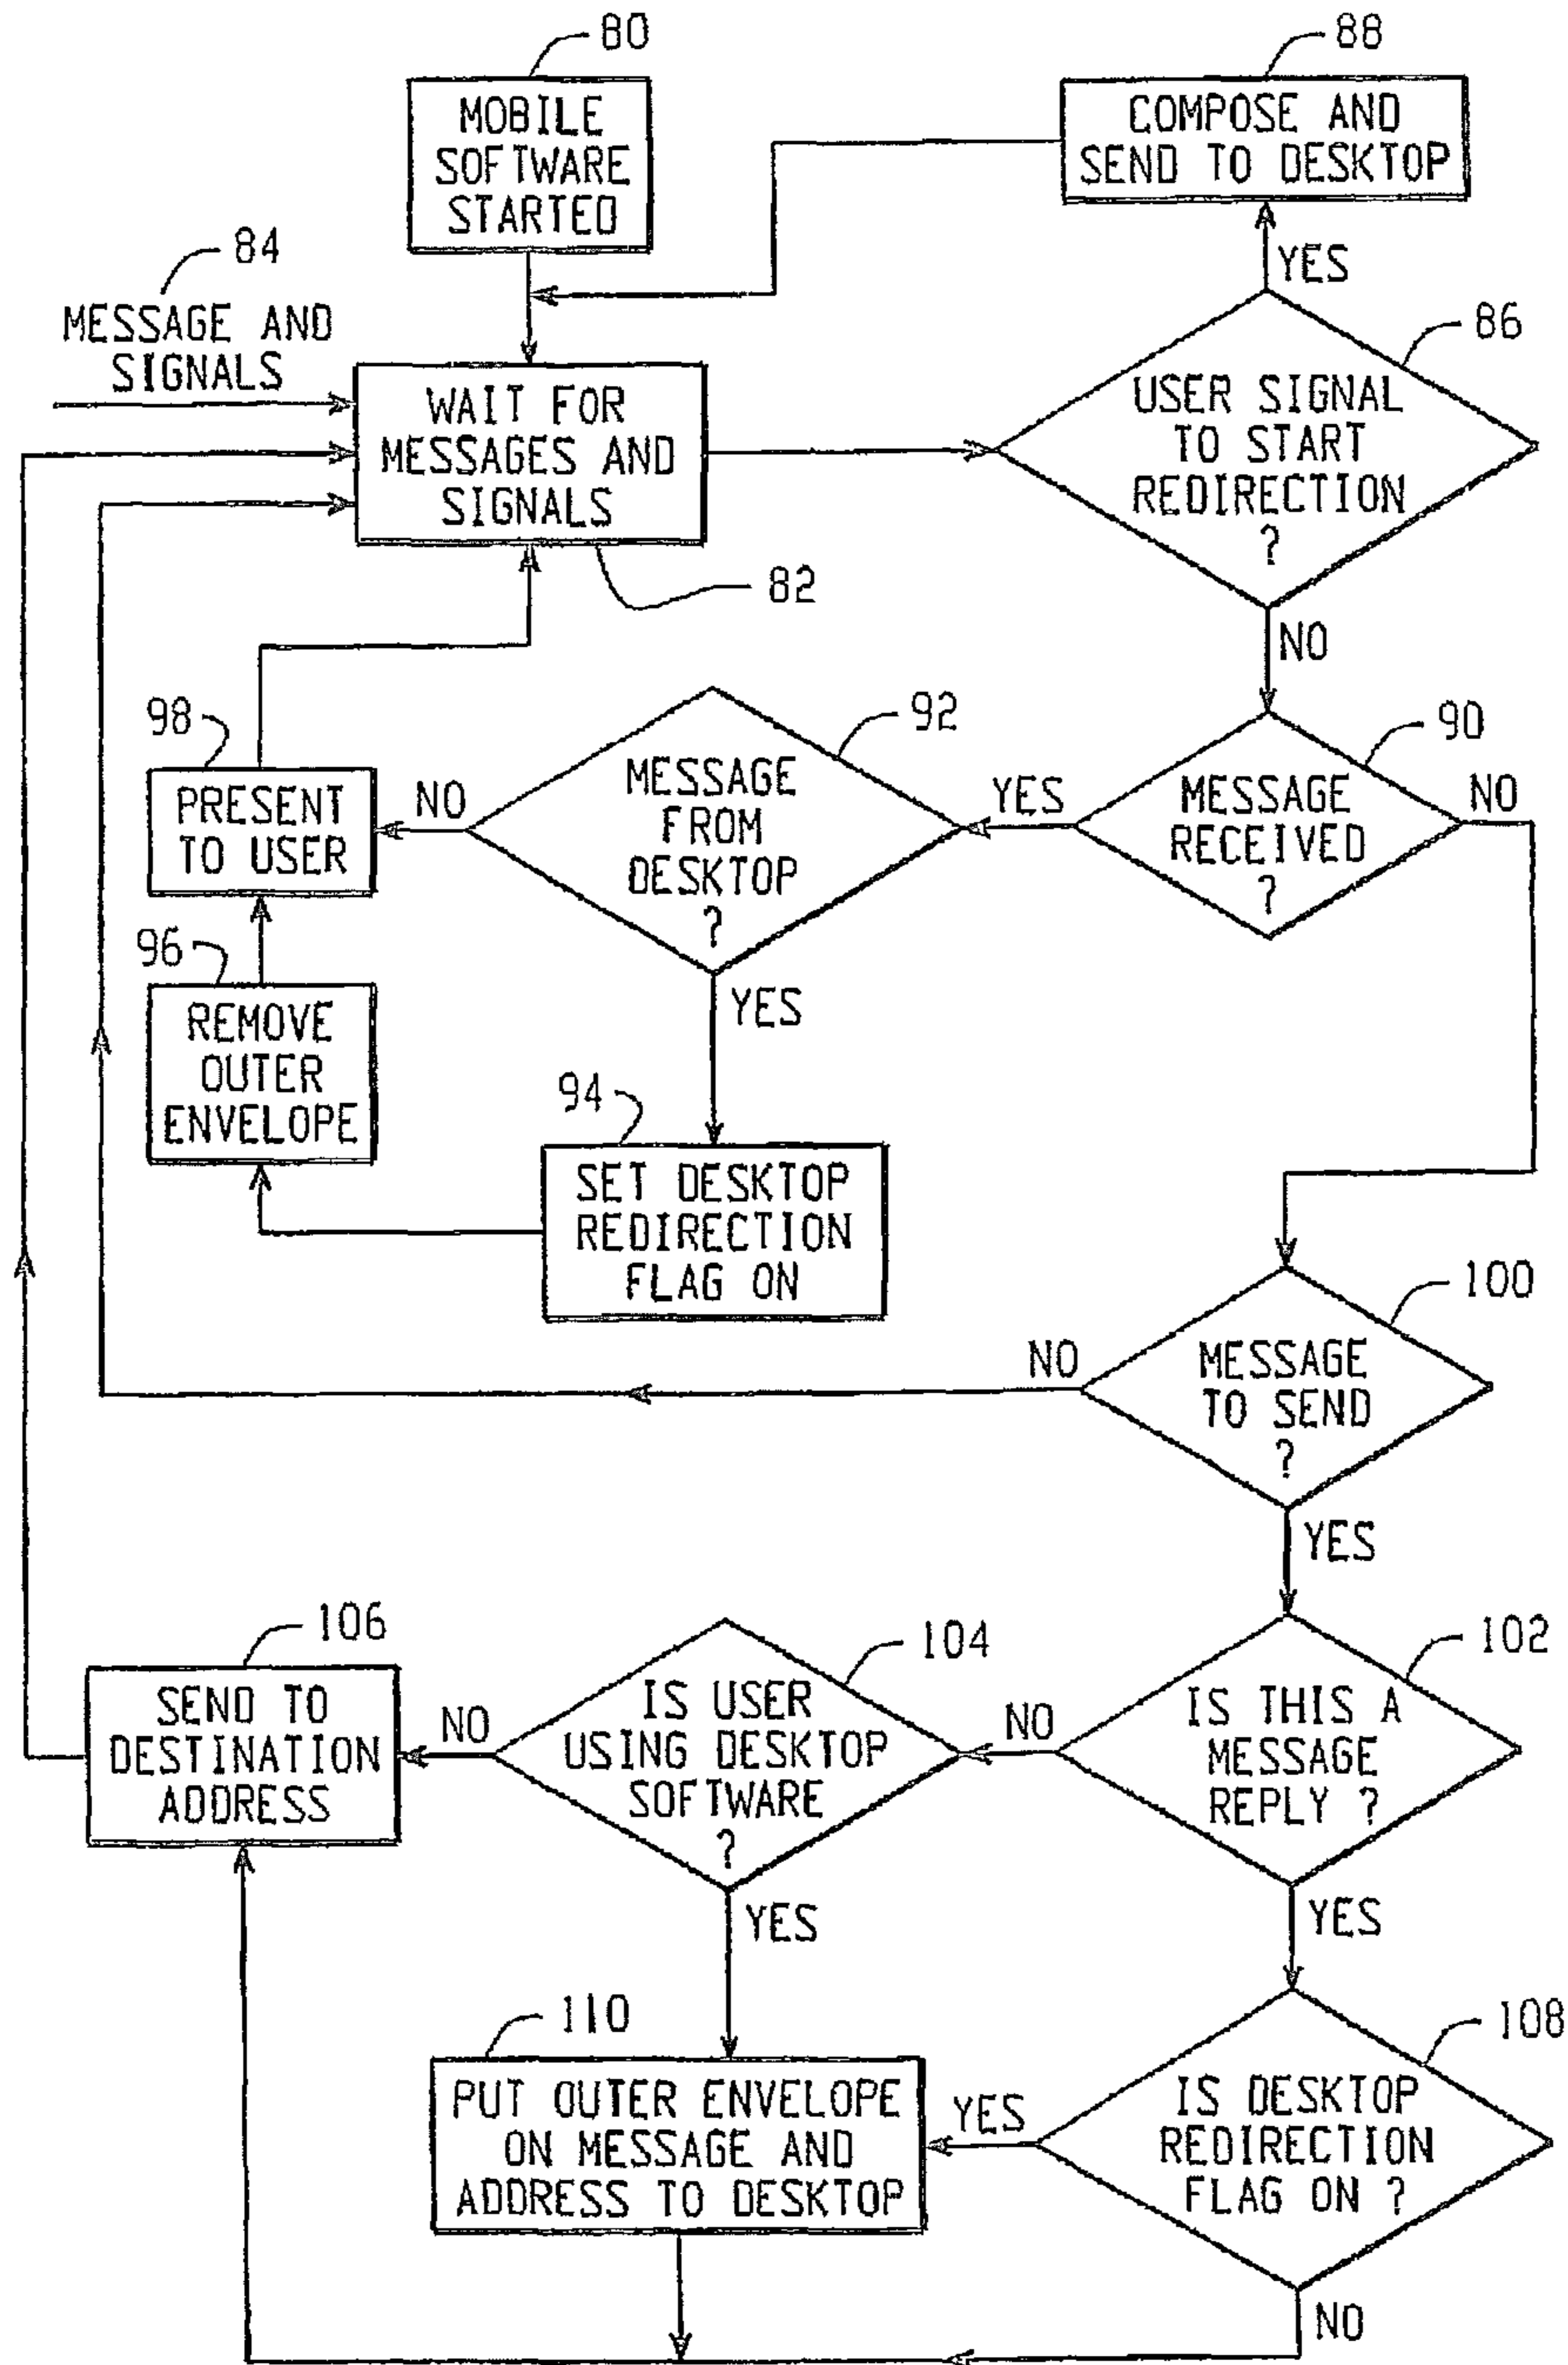 80
MOBILE
SOFTWARE
STARTED
88
COMPOSE AND
SEND TO DESKTOP
YES
84
MESSAGE AND
SIGNALS
WAIT FOR
MESSAGES AND
SIGNALS
82
86
USER SIGNAL
TO START
REDIRECTION
?
NO
90
MESSAGE
RECEIVED
?
YES
NO
92
MESSAGE
FROM
DESKTOP
?
NO
YES
98
PRESENT
TO USER
96
REMOVE
OUTER
ENVELOPE
94
SET DESKTOP
REDIRECTION
FLAG ON
100
MESSAGE
TO SEND
?
NO
YES
102
IS THIS A
MESSAGE
REPLY ?
NO
YES
104
IS USER
USING DESKTOP
SOFTWARE
?
NO
YES
106
SEND TO
DESTINATION
ADDRESS
108
IS DESKTOP
REDIRECTION
FLAG ON ?
YES
NO
110
PUT OUTER ENVELOPE
ON MESSAGE AND
ADDRESS TO DESKTOP